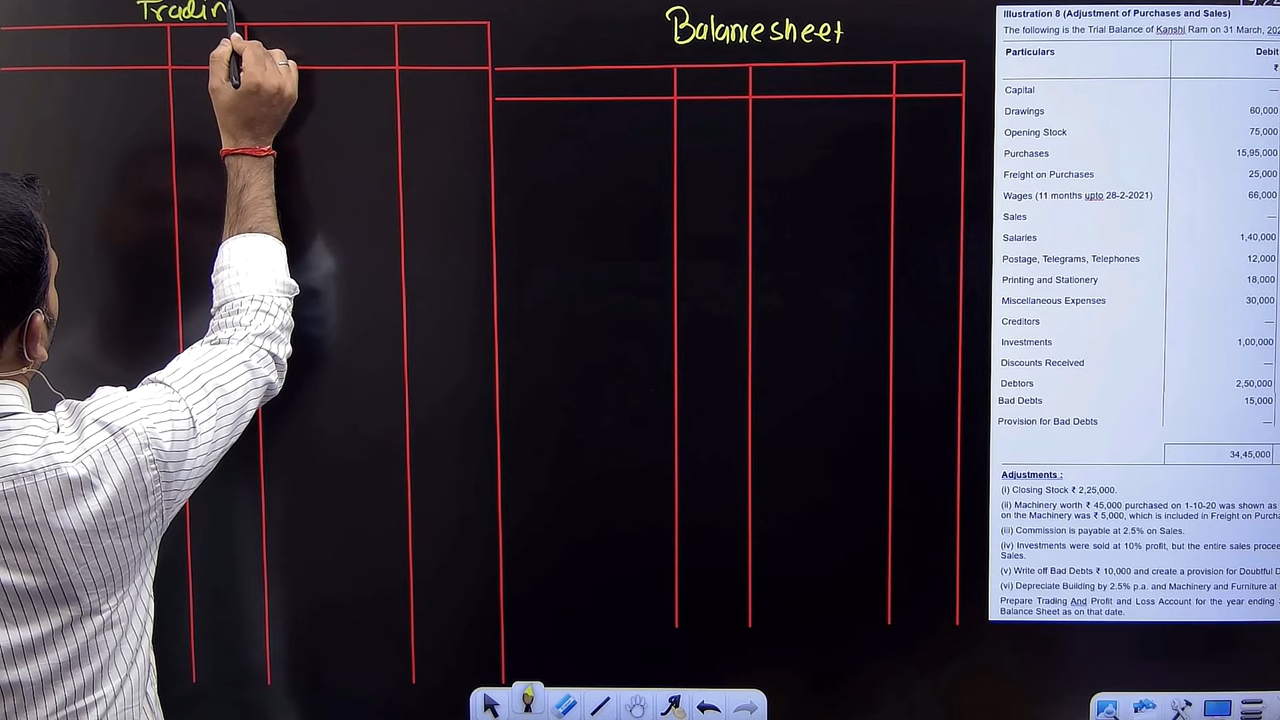 Tradin
Balancesheet
Illustration 8 (Adjustment of Purchases and Sales)
The following is the Trial Balance of Kanshi Ram on 31 March, 202
Particulars Debit
₹
Capital —
Drawings 60,000
Opening Stock 75,000
Purchases 15,95,000
Freight on Purchases 25,000
Wages (11 months upto 28-2-2021) 66,000
Sales —
Salaries 1,40,000
Postage, Telegrams, Telephones 12,000
Printing and Stationery 18,000
Miscellaneous Expenses 30,000
Creditors —
Investments 1,00,000
Discounts Received —
Debtors 2,50,000
Bad Debts 15,000
Provision for Bad Debts —
34,45,000
Adjustments :
(i) Closing Stock ₹ 2,25,000.
(ii) Machinery worth ₹ 45,000 purchased on 1-10-20 was shown as
on the Machinery was ₹ 5,000, which is included in Freight on Purcha
(iii) Commission is payable at 2.5% on Sales.
(iv) Investments were sold at 10% profit, but the entire sales procee
Sales.
(v) Write off Bad Debts ₹ 10,000 and create a provision for Doubtful D
(vi) Depreciate Building by 2.5% p.a. and Machinery and Furniture at
Prepare Trading And Profit and Loss Account for the year ending
Balance Sheet as on that date.